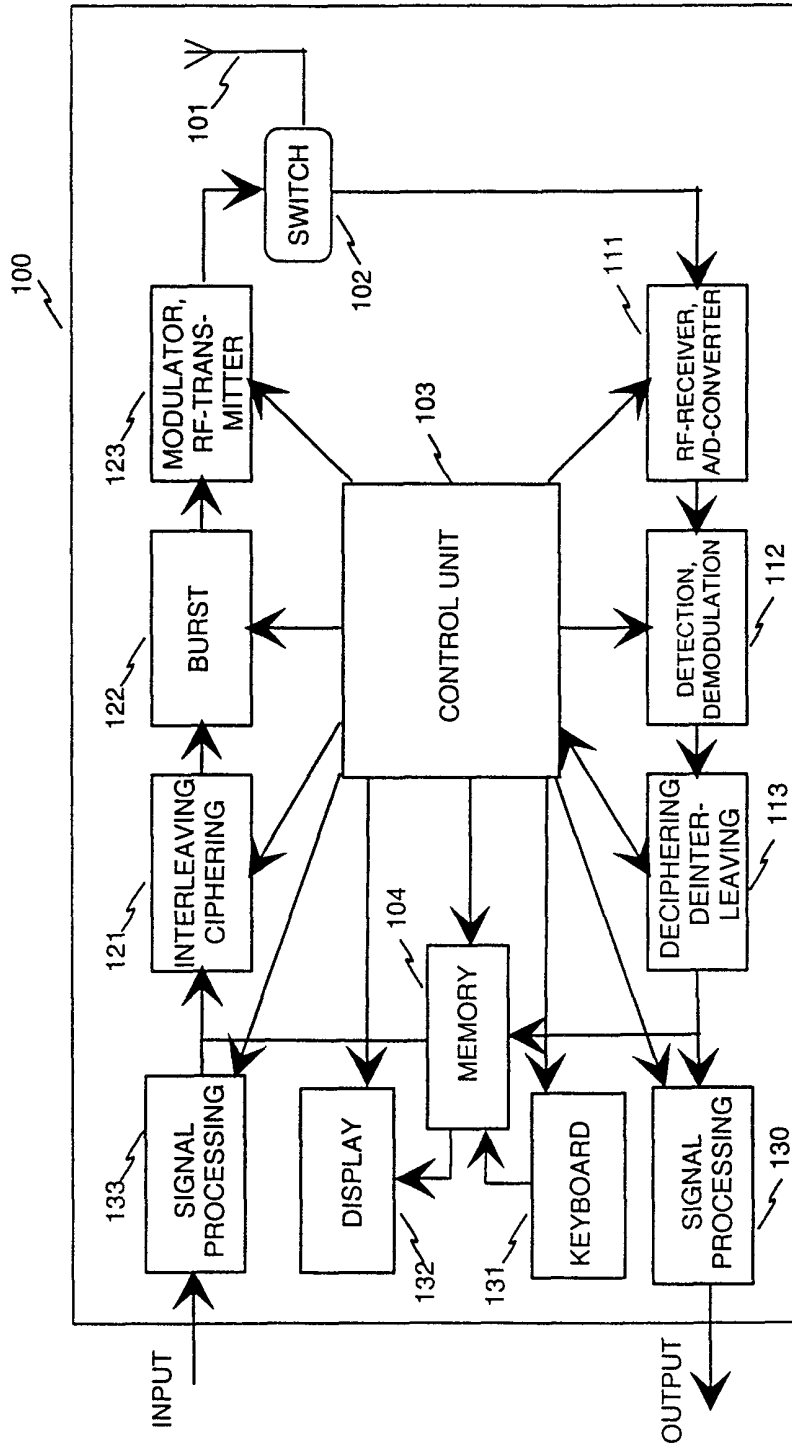 100
INPUT
133
SIGNAL
PROCESSING
121
INTERLEAVING
CIPHERING
122
BURST
123
MODULATOR,
RF-TRANS-
MITTER
101
SWITCH
102
132
DISPLAY
104
MEMORY
103
CONTROL UNIT
131
KEYBOARD
111
RF-RECEIVER,
A/D-CONVERTER
DETECTION,
DEMODULATION
112
DECIPHERING
DEINTER-
LEAVING
113
SIGNAL
PROCESSING
130
OUTPUT